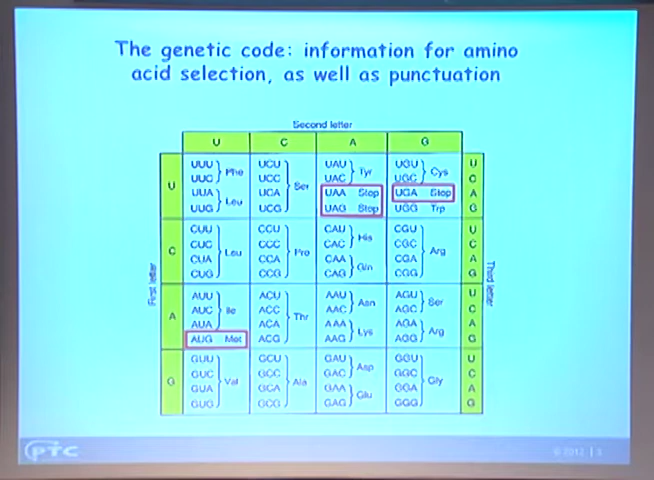 The genetic code: information for amino
acid selection, as well as punctuation
Second letter
U C A G
U
UUU UUC Phe
UUA UUG Leu
UCU UCC UCA UCG Ser
UAU UAC Tyr
UAA Stop
UAG Stop
UGU UGC Cys
UGA Stop
UGG Trp
U C A G
C
CUU CUC CUA CUG Leu
CCU CCC CCA CCG Pro
CAU CAC His
CAA CAG Gln
CGU CGC CGA CGG Arg
U C A G
A
AUU AUC AUA Ile
AUG Met
ACU ACC ACA ACG Thr
AAU AAC Asn
AAA AAG Lys
AGU AGC Ser
AGA AGG Arg
U C A G
G
GUU GUC GUA GUG Val
GCU GCC GCA GCG Ala
GAU GAC Asp
GAA GAG Glu
GGU GGC GGA GGG Gly
U C A G
First letter
Third letter
PTC
© 2012 |